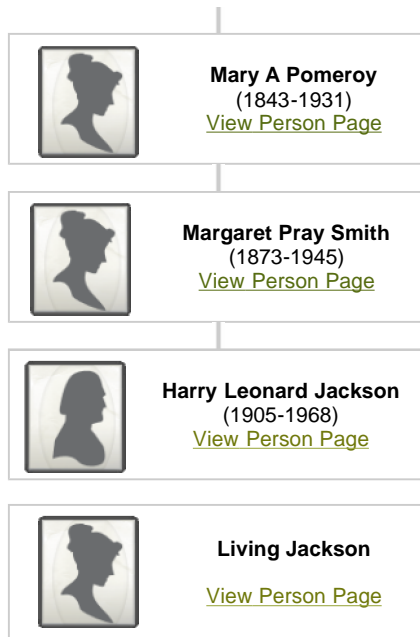 Mary A Pomeroy
(1843-1931)
View Person Page
Margaret Pray Smith
(1873-1945)
View Person Page
Harry Leonard Jackson
(1905-1968)
View Person Page
Living Jackson
View Person Page